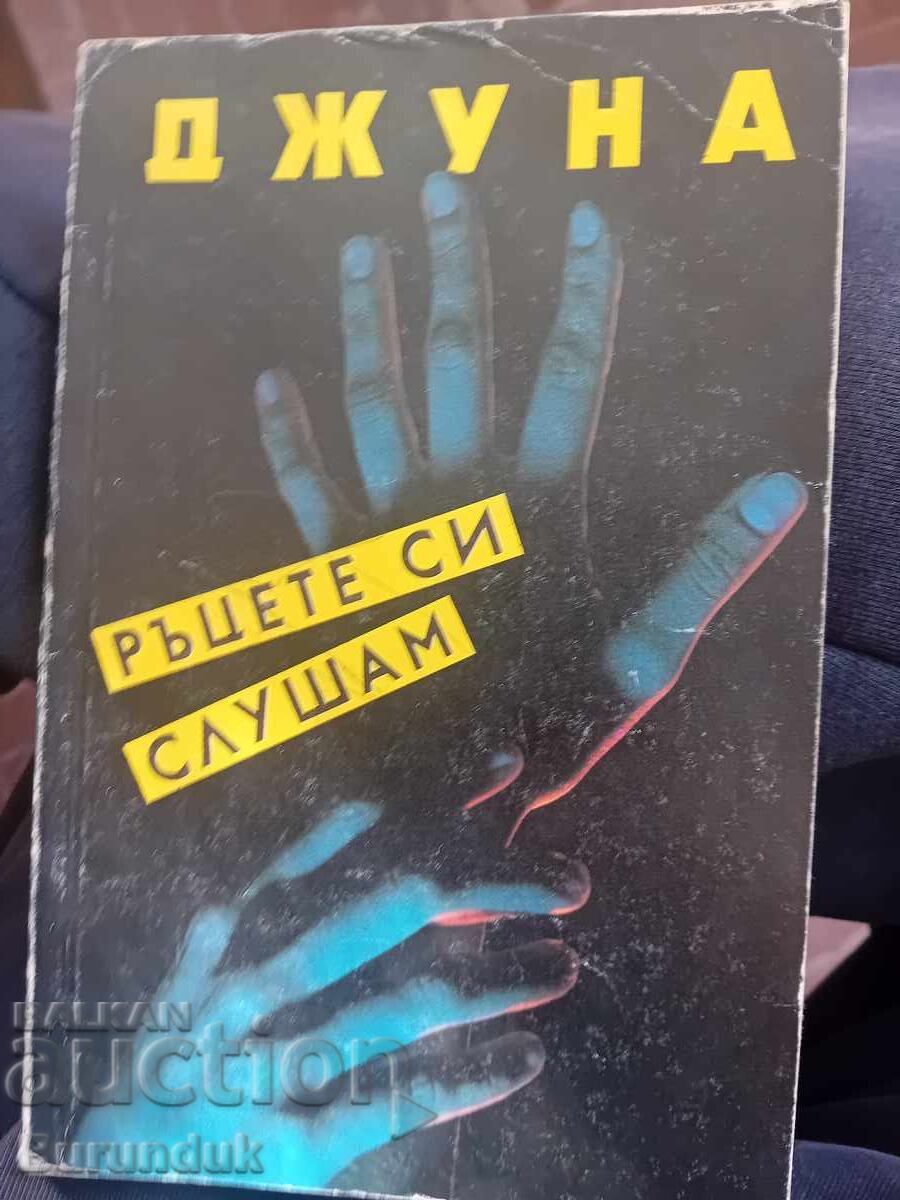 ДЖУНА
РЪЦЕТЕ СИ
СЛУШАМ
BALKAN
auction
Burunduk